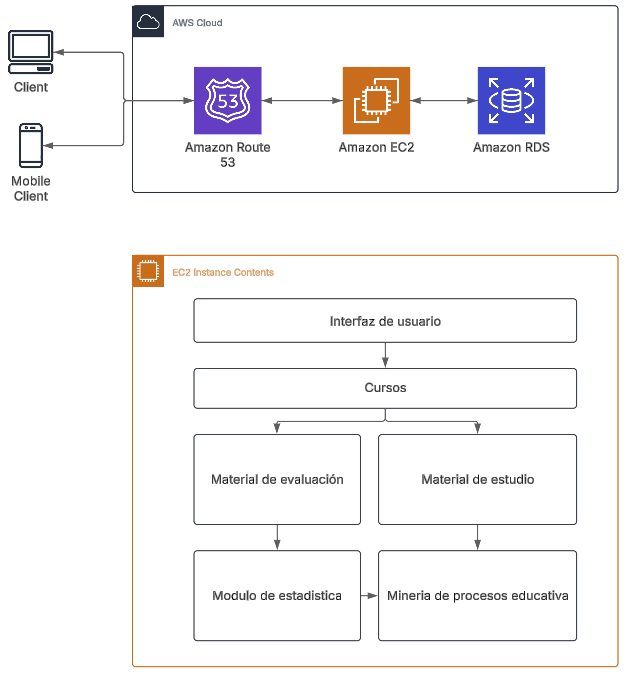 AWS Cloud
Client
53
Amazon Route
53
Amazon EC2
Amazon RDS
Mobile
Client
EC2 Instance Contents
Interfaz de usuario
Cursos
Material de evaluación
Material de estudio
Modulo de estadistica
Mineria de procesos educativa